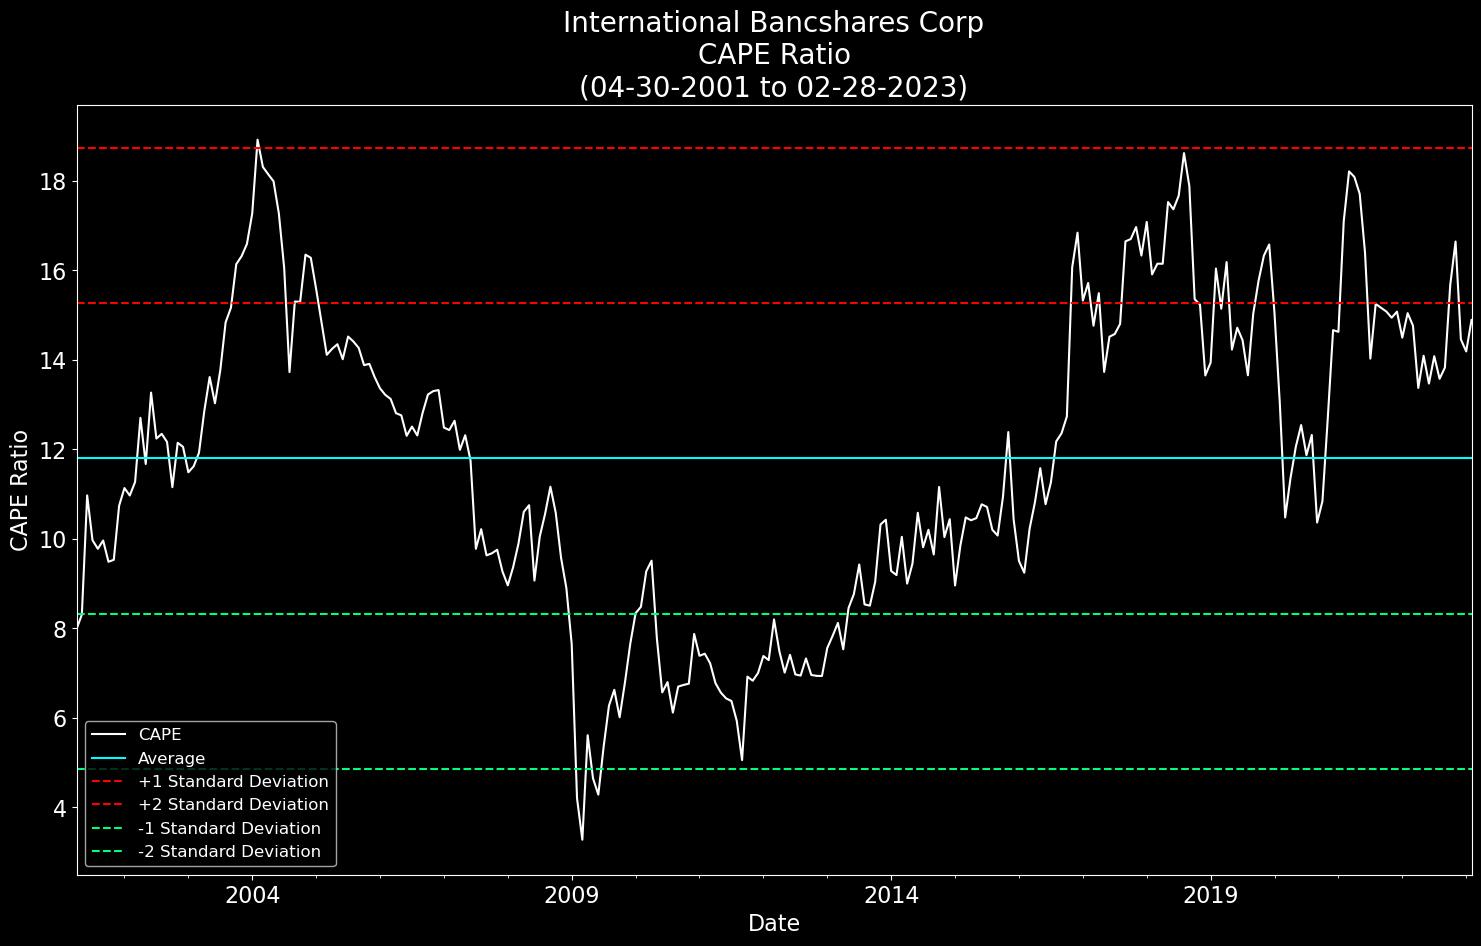 International Bancshares Corp
CAPE Ratio
(04-30-2001 to 02-28-2023)
CAPE Ratio
18
16
14
12
10
8
6
4
CAPE
Average
+1 Standard Deviation
+2 Standard Deviation
-1 Standard Deviation
-2 Standard Deviation
2004
2009
2014
2019
Date